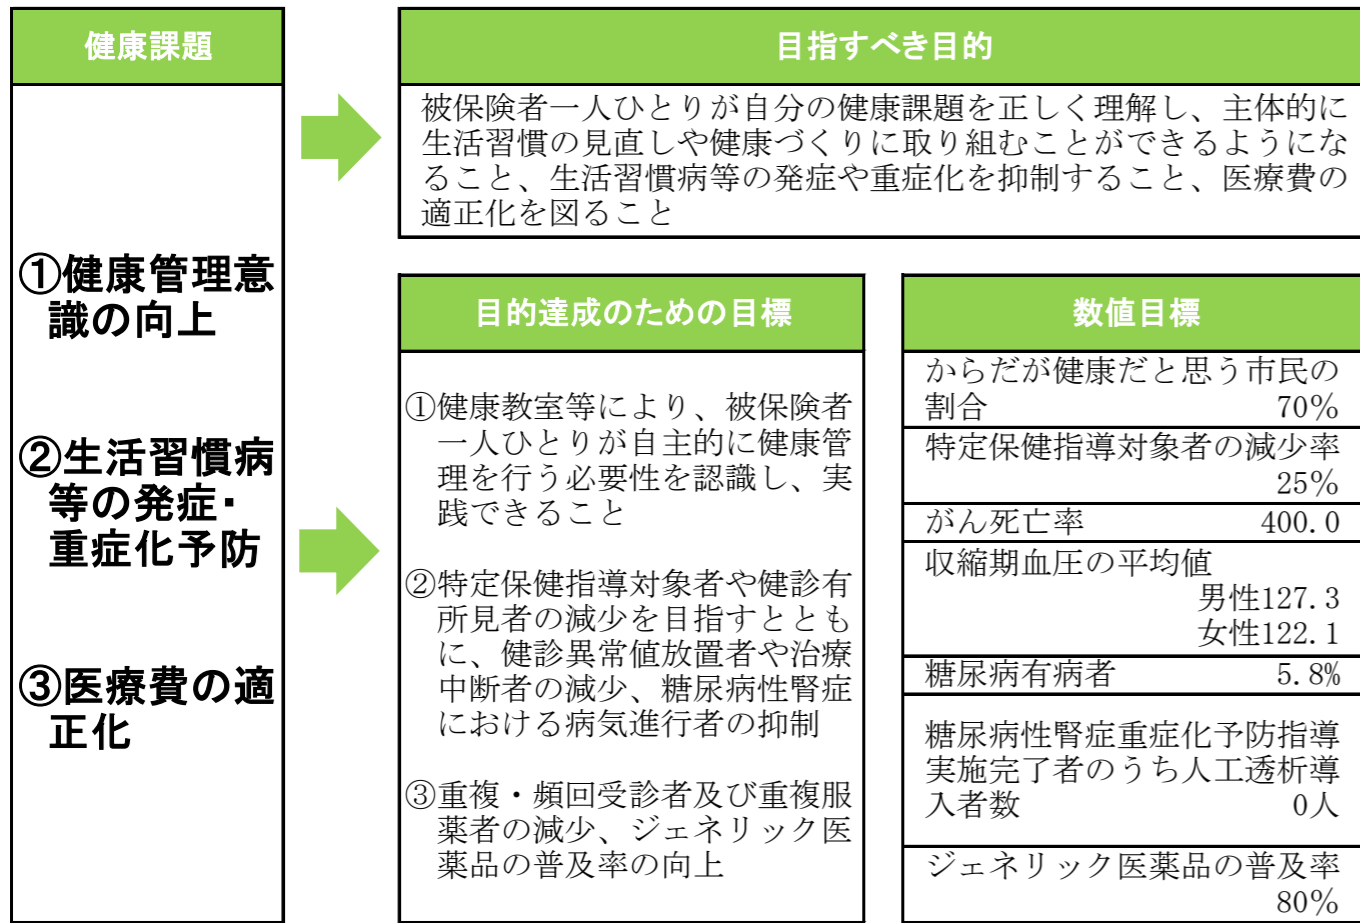 健康課題
①健康管理意
識の向上
②生活習慣病
等の発症・
重症化予防
③医療費の適
正化
目指すべき目的
被保険者一人ひとりが自分の健康課題を正しく理解し、主体的に
生活習慣の見直しや健康づくりに取り組むことができるようにな
ること、生活習慣病等の発症や重症化を抑制すること、医療費の
適正化を図ること
目的達成のための目標
①健康教室等により、被保険者
一人ひとりが自主的に健康管
理を行う必要性を認識し、実
践できること
②特定保健指導対象者や健診有
所見者の減少を目指すととも
に、健診異常値放置者や治療
中断者の減少、糖尿病性腎症
における病気進行者の抑制
③重複・頻回受診者及び重複服
薬者の減少、ジェネリック医
薬品の普及率の向上
数値目標
からだが健康だと思う市民の
割合 70%
特定保健指導対象者の減少率
25%
がん死亡率 400.0
収縮期血圧の平均値
男性127.3
女性122.1
糖尿病有病者 5.8%
糖尿病性腎症重症化予防指導
実施完了者のうち人工透析導
入者数 0人
ジェネリック医薬品の普及率
80%